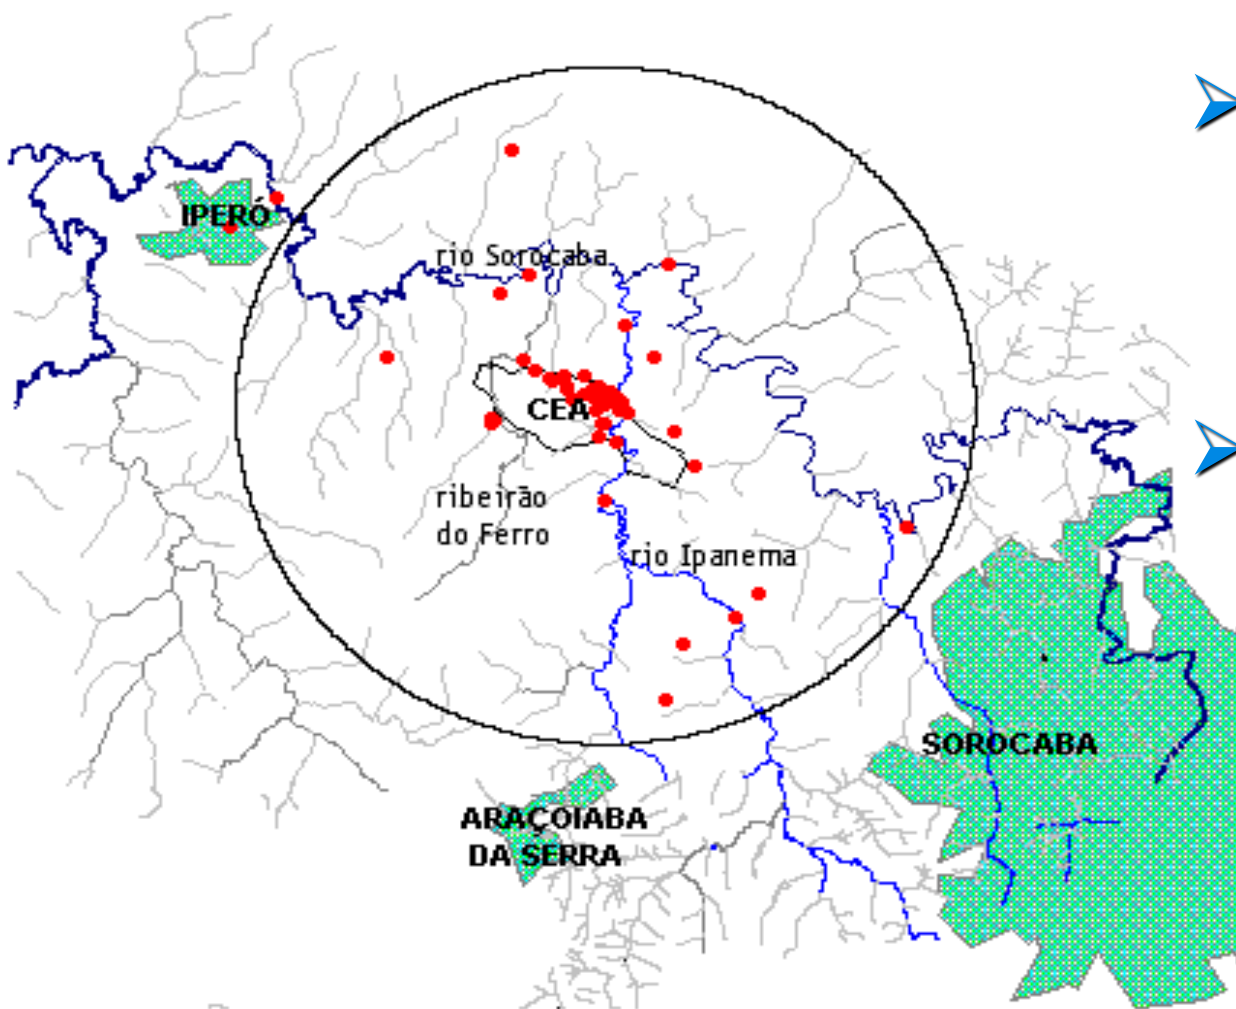 IPERÓ
rio Sorocaba
CEA
ribeirão
do Ferro
rio Ipanema
SOROCABA
ARAÇOIABA
DA SERRA